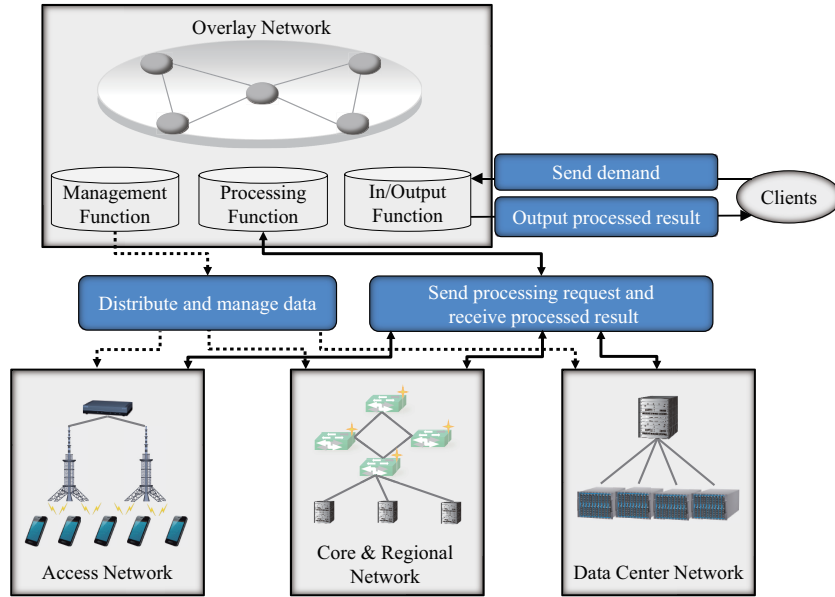 Overlay Network
Management
Function
Processing
Function
In/Output
Function
Send demand
Output processed result
Clients
Distribute and manage data
Send processing request and
receive processed result
Access Network
Core & Regional
Network
Data Center Network